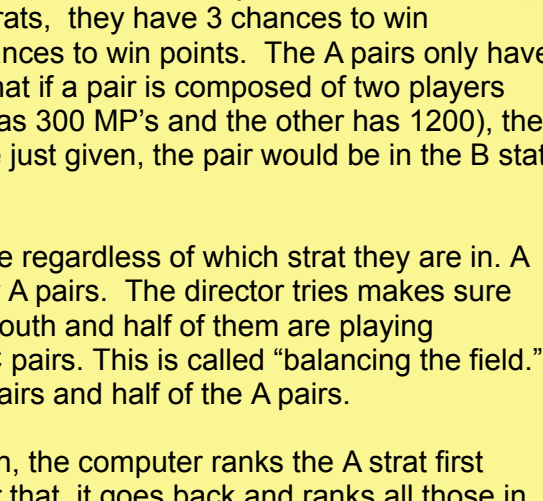 rats, they have 3 chances to win
ances to win points. The A pairs only have
hat if a pair is composed of two players
as 300 MP’s and the other has 1200), the
just given, the pair would be in the B stat
e regardless of which strat they are in. A
A pairs. The director tries makes sure
outh and half of them are playing
C pairs. This is called “balancing the field.”
airs and half of the A pairs.
n, the computer ranks the A strat first
that, it goes back and ranks all those in